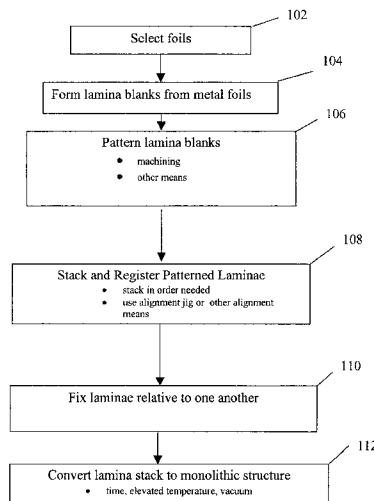 102
Select foils
104
Form lamina blanks from metal foils
106
Pattern lamina blanks
• machining
• other means
108
Stack and Register Patterned Laminae
• stack in order needed
• use alignment jig or other alignment
means
110
Fix laminae relative to one another
112
Convert lamina stack to monolithic structure
• time, elevated temperature, vacuum